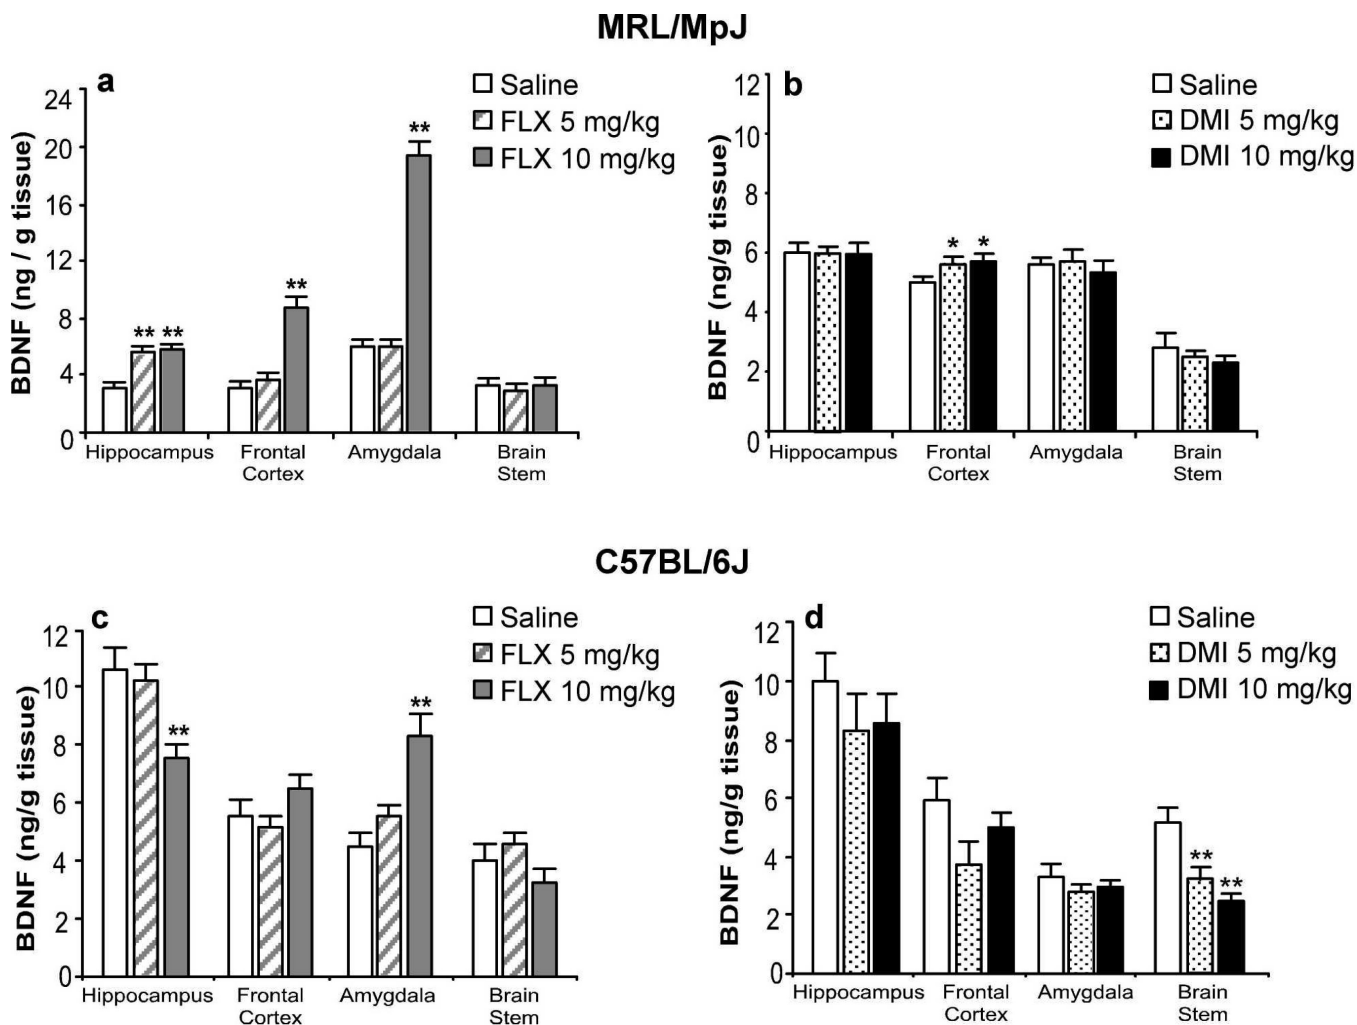 MRL/MpJ
a
Saline
FLX 5 mg/kg
FLX 10 mg/kg
BDNF (ng / g tissue)
24
20
16
12
8
4
0
**
**
**
**
Hippocampus
Frontal
Cortex
Amygdala
Brain
Stem
b
Saline
DMI 5 mg/kg
DMI 10 mg/kg
BDNF (ng/g tissue)
12
10
8
6
4
2
0
*
*
Hippocampus
Frontal
Cortex
Amygdala
Brain
Stem
C57BL/6J
c
Saline
FLX 5 mg/kg
FLX 10 mg/kg
BDNF (ng/g tissue)
12
10
8
6
4
2
0
**
**
Hippocampus
Frontal
Cortex
Amygdala
Brain
Stem
d
Saline
DMI 5 mg/kg
DMI 10 mg/kg
BDNF (ng/g tissue)
12
10
8
6
4
2
0
**
**
Hippocampus
Frontal
Cortex
Amygdala
Brain
Stem